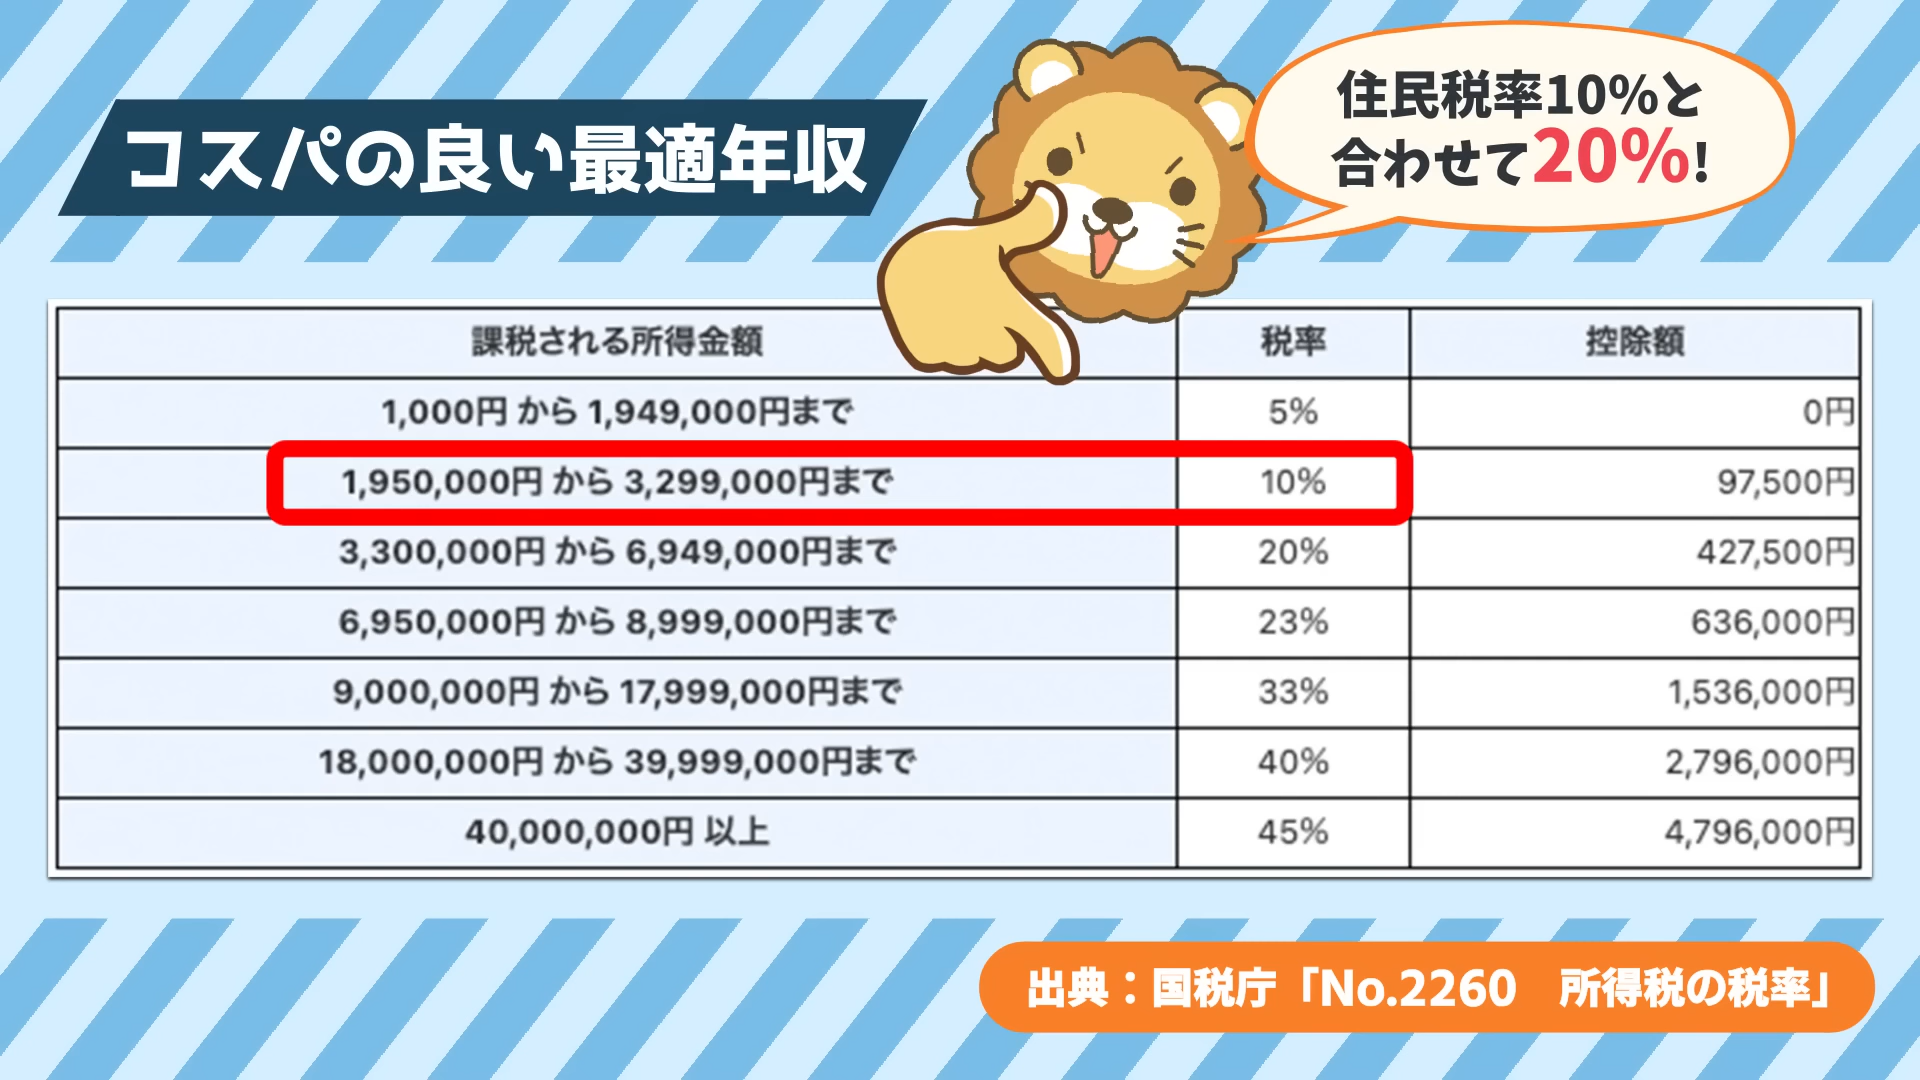 コスパの良い最適年収
住民税率10%と
合わせて20%!
課税される所得金額 税率 控除額
1,000円 から 1,949,000円まで 5% 0円
1,950,000円 から 3,299,000円まで 10% 97,500円
3,300,000円 から 6,949,000円まで 20% 427,500円
6,950,000円 から 8,999,000円まで 23% 636,000円
9,000,000円 から 17,999,000円まで 33% 1,536,000円
18,000,000円 から 39,999,000円まで 40% 2,796,000円
40,000,000円 以上 45% 4,796,000円
出典：国税庁「No.2260　所得税の税率」